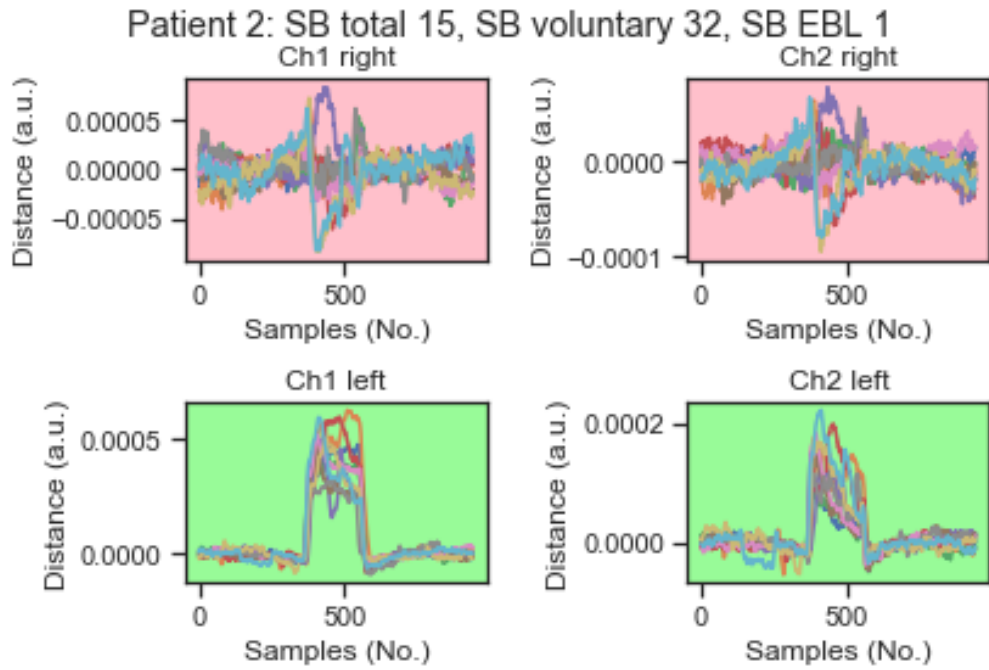 Patient 2: SB total 15, SB voluntary 32, SB EBL 1
Ch1 right
Ch2 right
Distance (a.u.)
0.00005
0.00000
−0.00005
0
500
Samples (No.)
Distance (a.u.)
0.0000
−0.0001
0
500
Samples (No.)
Ch1 left
Ch2 left
Distance (a.u.)
0.0005
0.0000
0
500
Samples (No.)
Distance (a.u.)
0.0002
0.0000
0
500
Samples (No.)